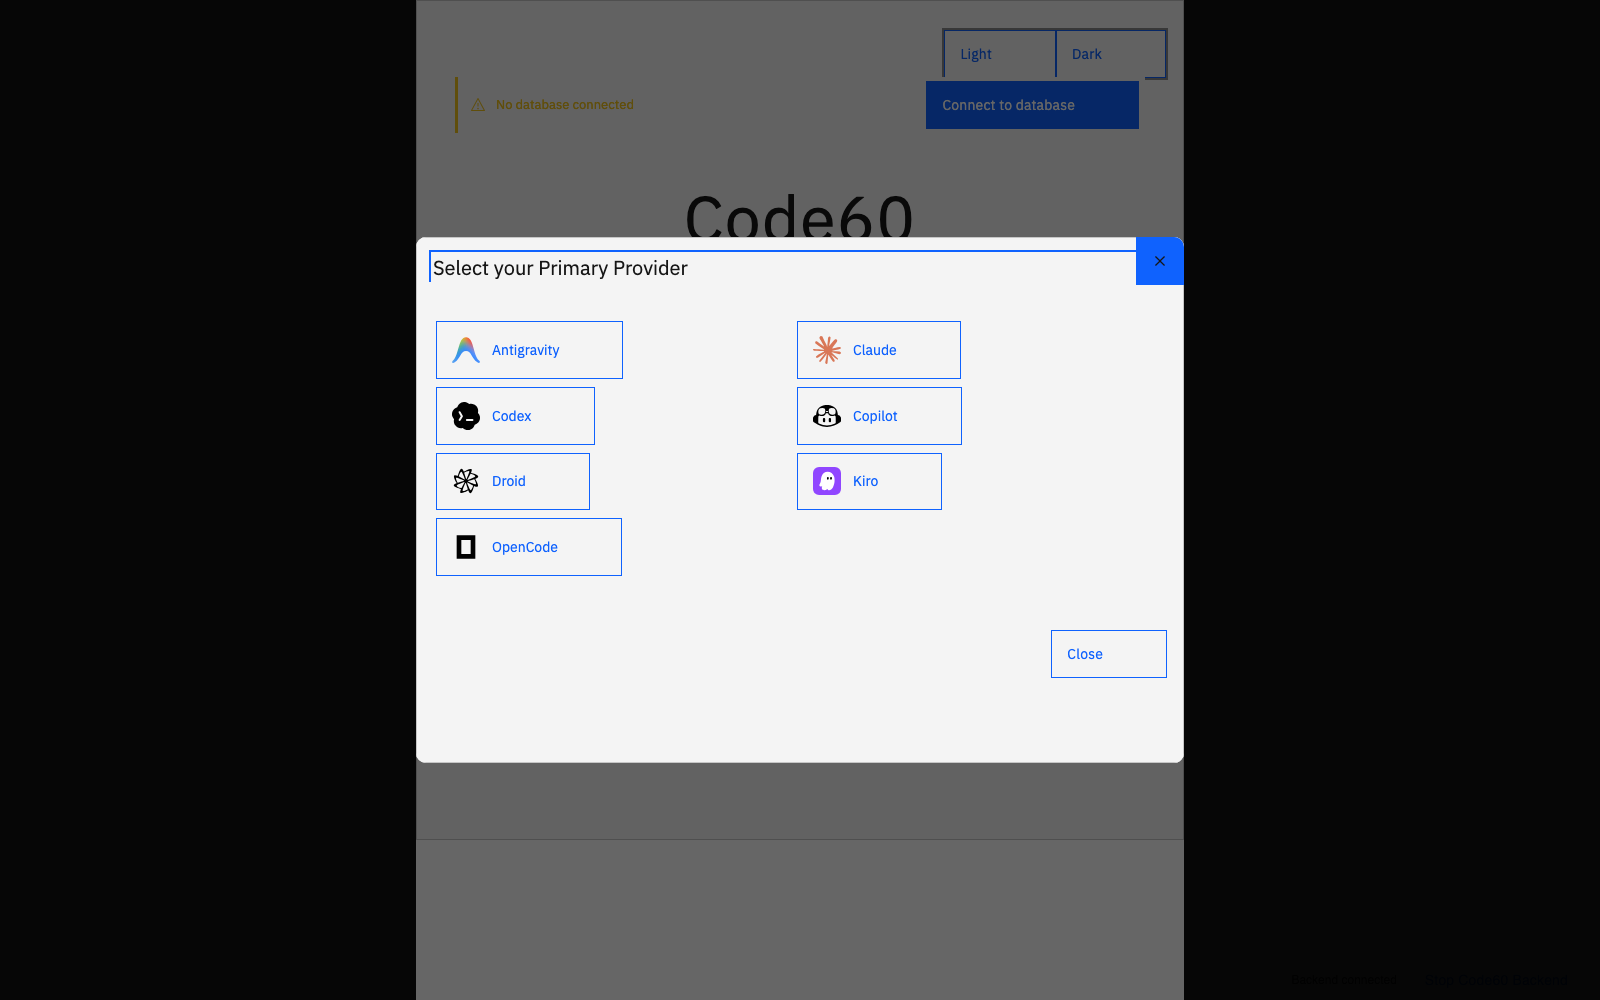 Light
Dark
No database connected
Connect to database
Code60
Select your Primary Provider
Antigravity
Claude
Codex
Copilot
Droid
Kiro
OpenCode
Close